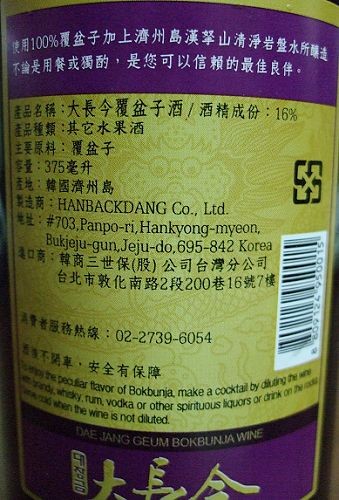 使用100%覆盆子加上濟州島漢拏山清淨岩盤水所釀造
不論是用餐或獨酌，是您可以信賴的最佳良伴。
產品名稱：大長今覆盆子酒 / 酒精成份：16%
產品種類：其它水果酒
主要原料：覆盆子
容量：375毫升
產地：韓國濟州島
製造商：HANBACKDANG Co., Ltd.
地址：#703,Panpo-ri,Hankyong-myeon,
Bukjeju-gun,Jeju-do,695-842 Korea
進口商：韓商三世保(股) 公司台灣分公司
台北市敦化南路2段200巷16號7樓
消費者服務熱線：02-2739-6054
酒後不開車，安全有保障
To enjoy the peculiar flavor of Bokbunja, make a cocktail by diluting the wine
with brandy, whisky, rum, vodka or other spirituous liquors or drink on the rocks.
Serve cold when the wine is not diluted.
DAE JANG GEUM BOKBUNJA WINE
대장금
大長今
8 809124 950015